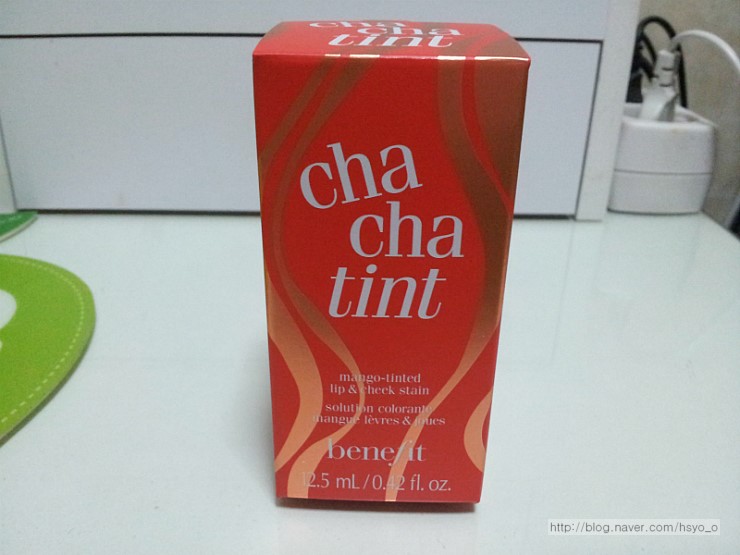 cha
cha
tint
cha
cha
tint
mango-tinted
lip & cheek stain
solution colorante
mangue lèvres & joues
benefit
12.5 mL/0.42 fl. oz.
http://blog.naver.com/hsyo_o